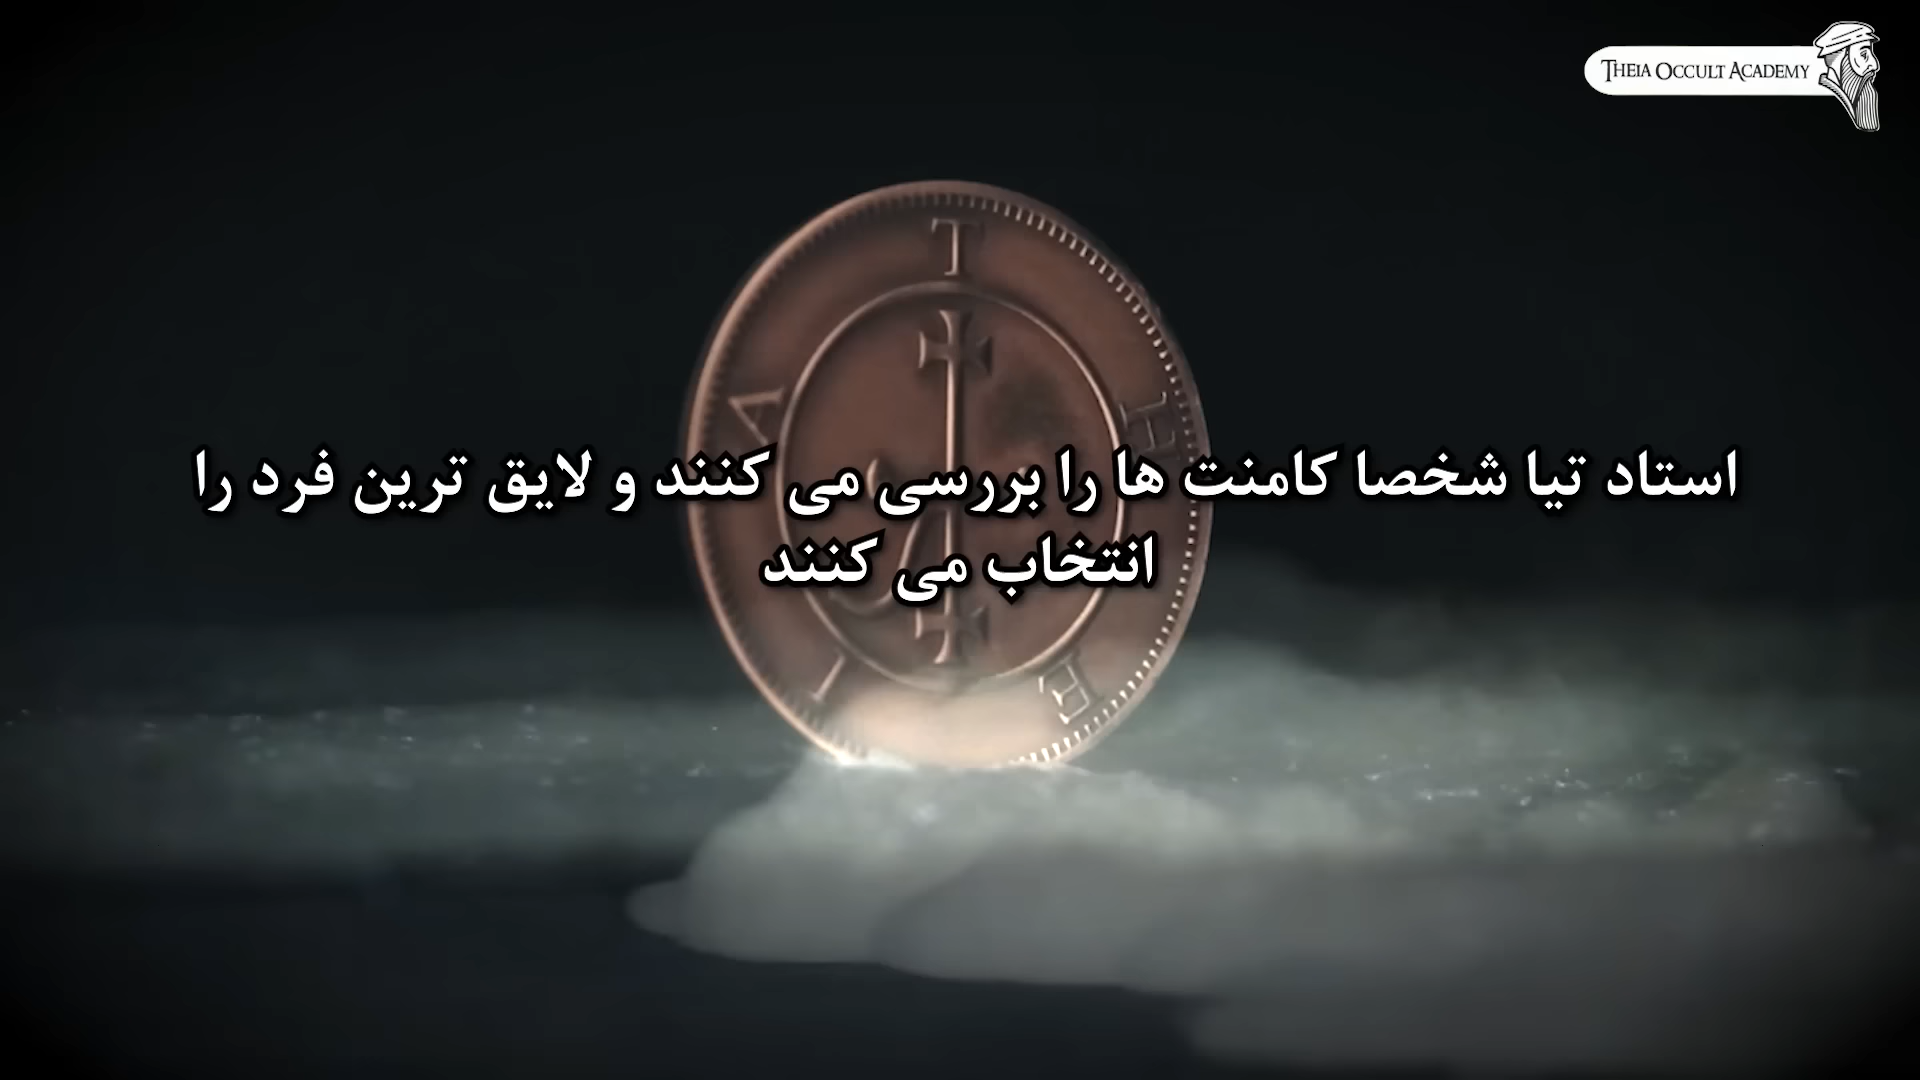 THEIA OCCULT ACADEMY
T
H
E
I
A
استاد تیا شخصا کامنت ها را بررسی می کنند و لایق ترین فرد را
انتخاب می کنند